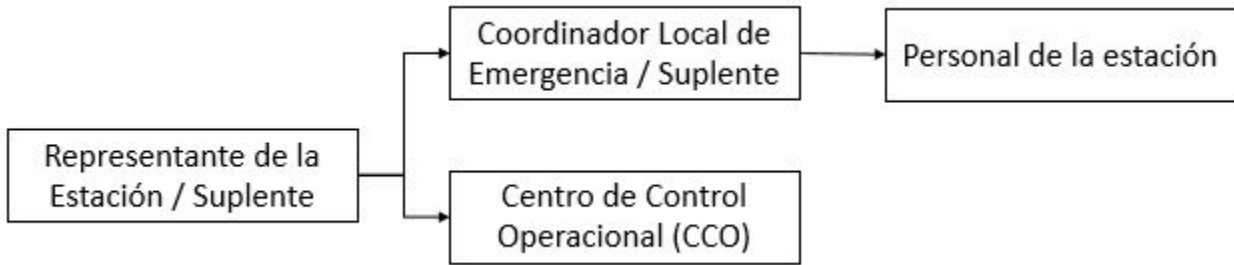 Coordinador Local de
Emergencia / Suplente
Personal de la estación
Representante de la
Estación / Suplente
Centro de Control
Operacional (CCO)